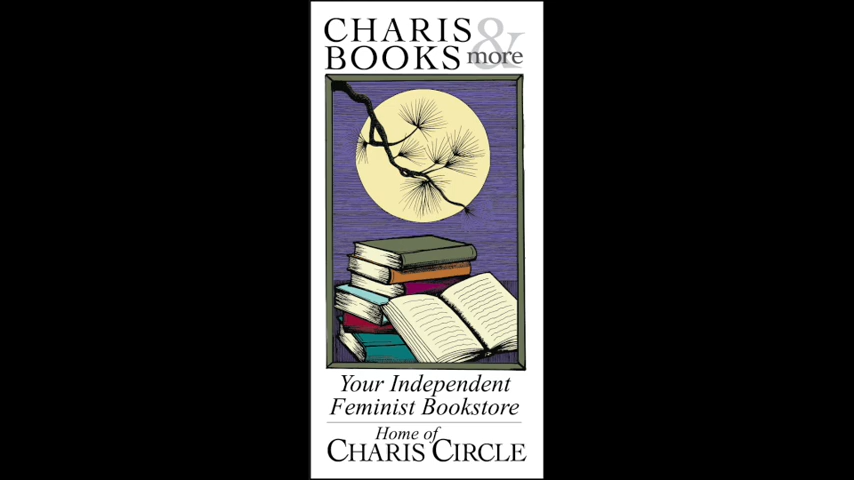 CHARIS &
BOOKS more
Your Independent
Feminist Bookstore
Home of
CHARIS CIRCLE